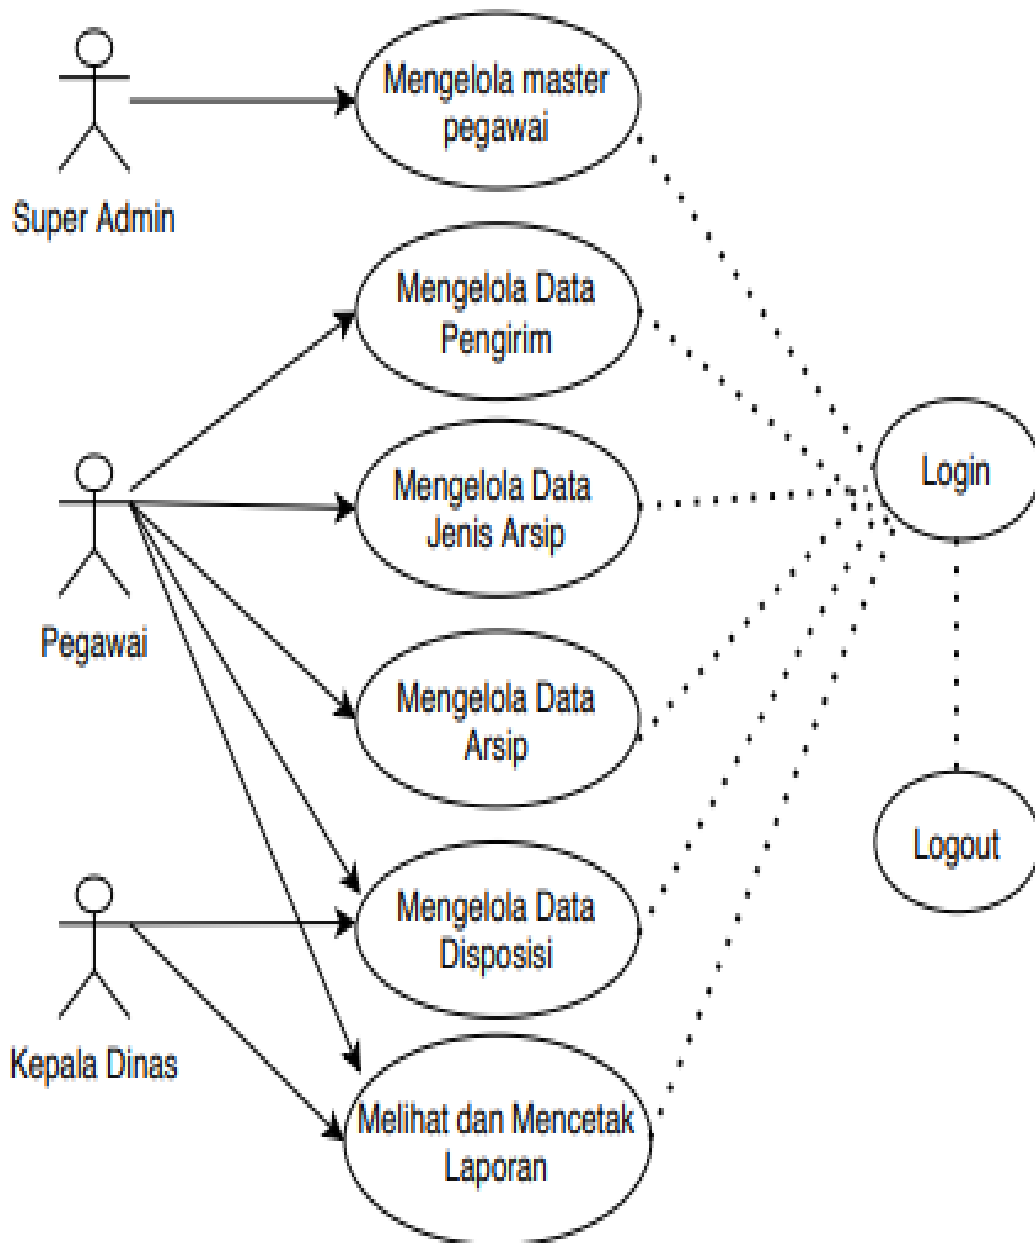 Mengelola master
pegawai
Super Admin
Mengelola Data
Pengirim
Mengelola Data
Jenis Arsip
Login
Pegawai
Mengelola Data
Arsip
Logout
Mengelola Data
Disposisi
Kepala Dinas
Melihat dan Mencetak
Laporan